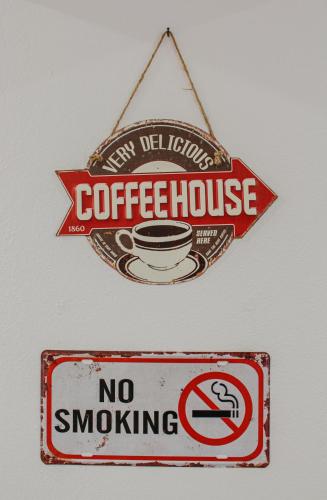 VERY DELICIOUS
COFFEEHOUSE
1860
SERVED
HERE
NO
SMOKING